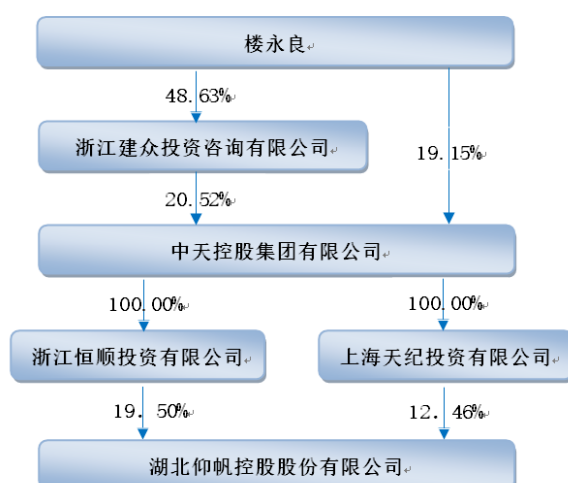 楼永良
48.63%
浙江建众投资咨询有限公司
19.15%
20.52%
中天控股集团有限公司
100.00%
100.00%
浙江恒顺投资有限公司
上海天纪投资有限公司
19.50%
12.46%
湖北仰帆控股股份有限公司